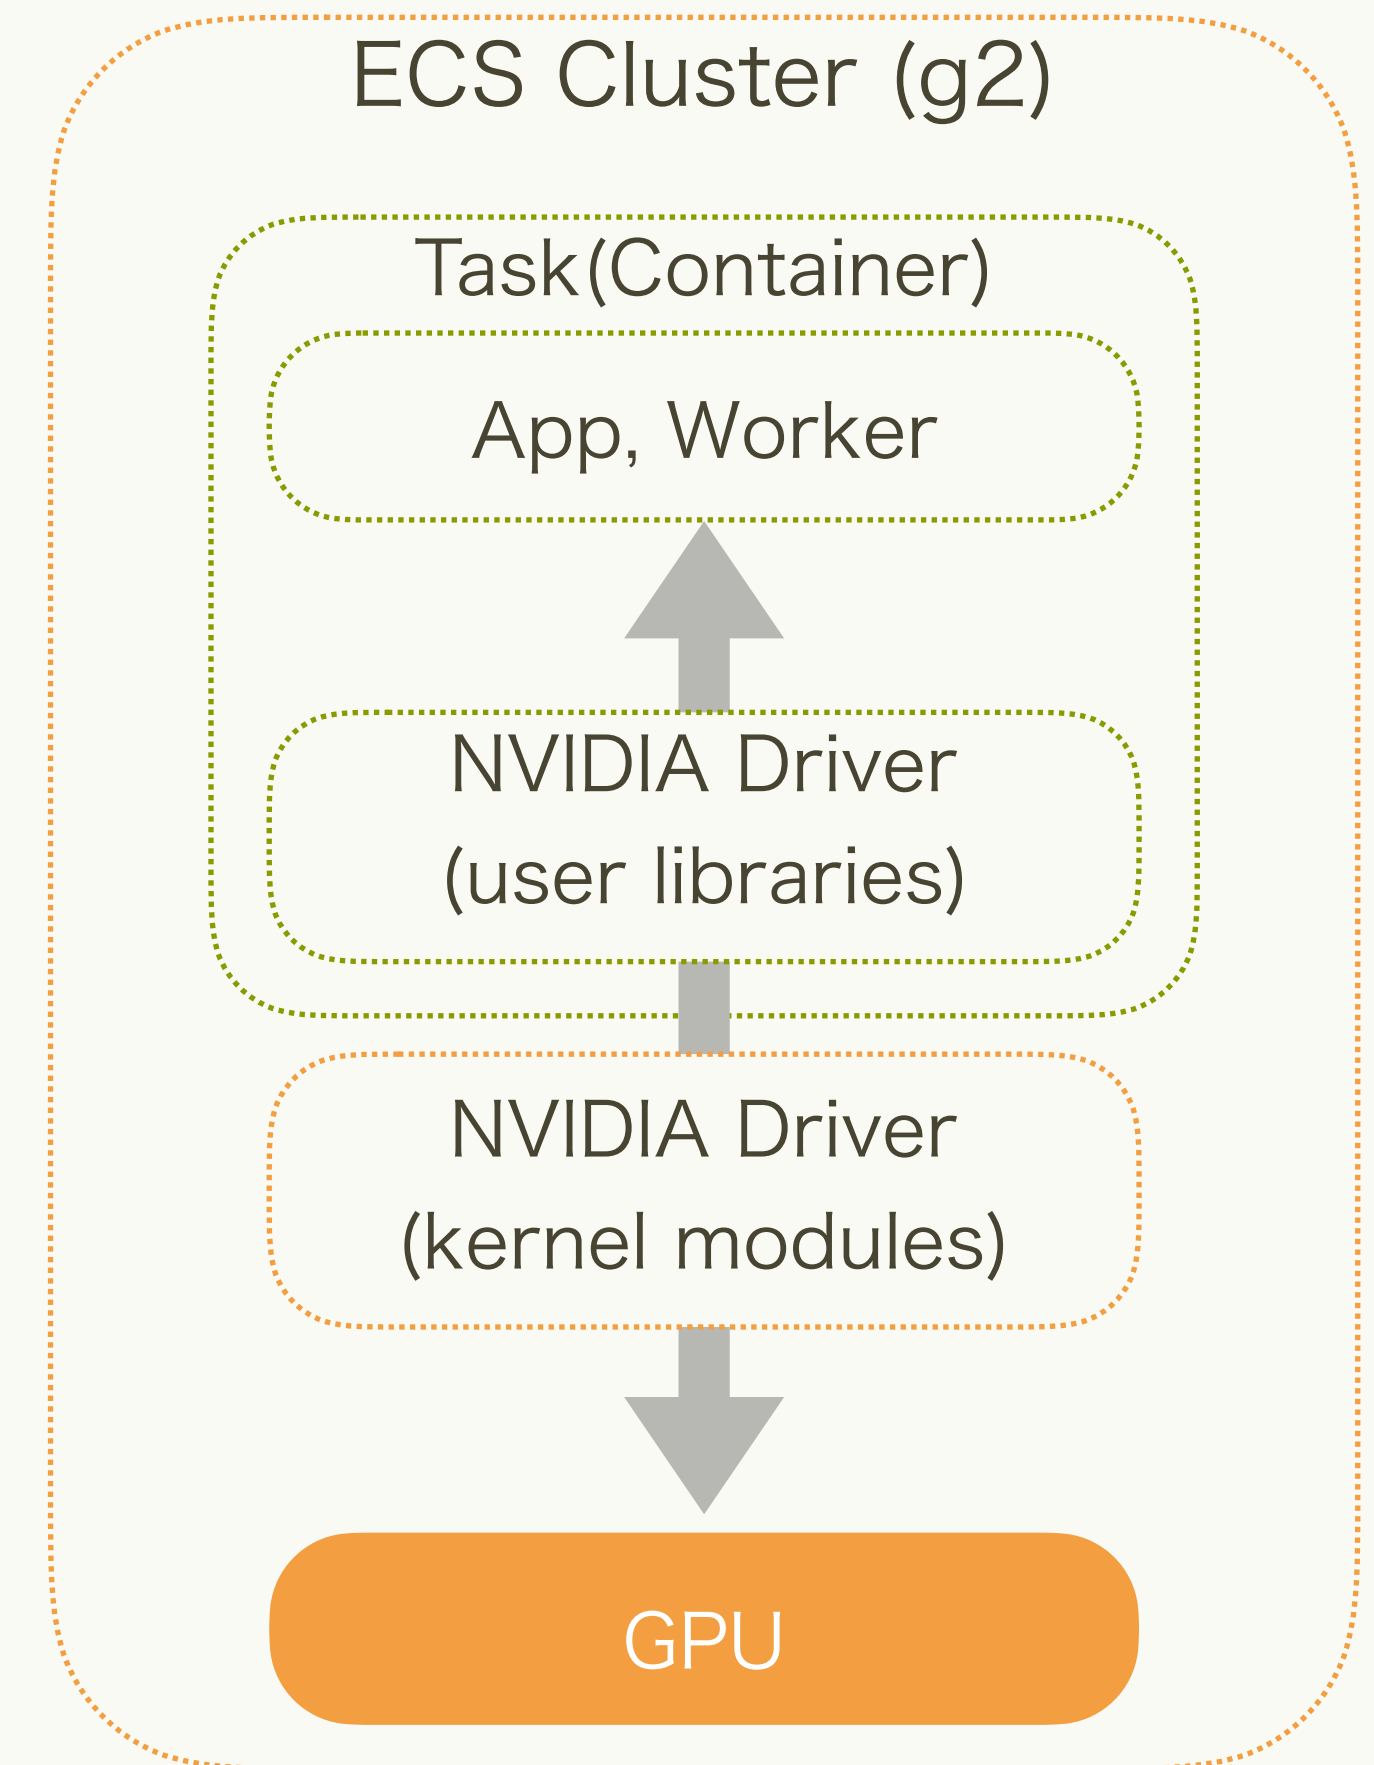 ECS Cluster (g2)
Task(Container)
App, Worker
NVIDIA Driver
(user libraries)
NVIDIA Driver
(kernel modules)
GPU